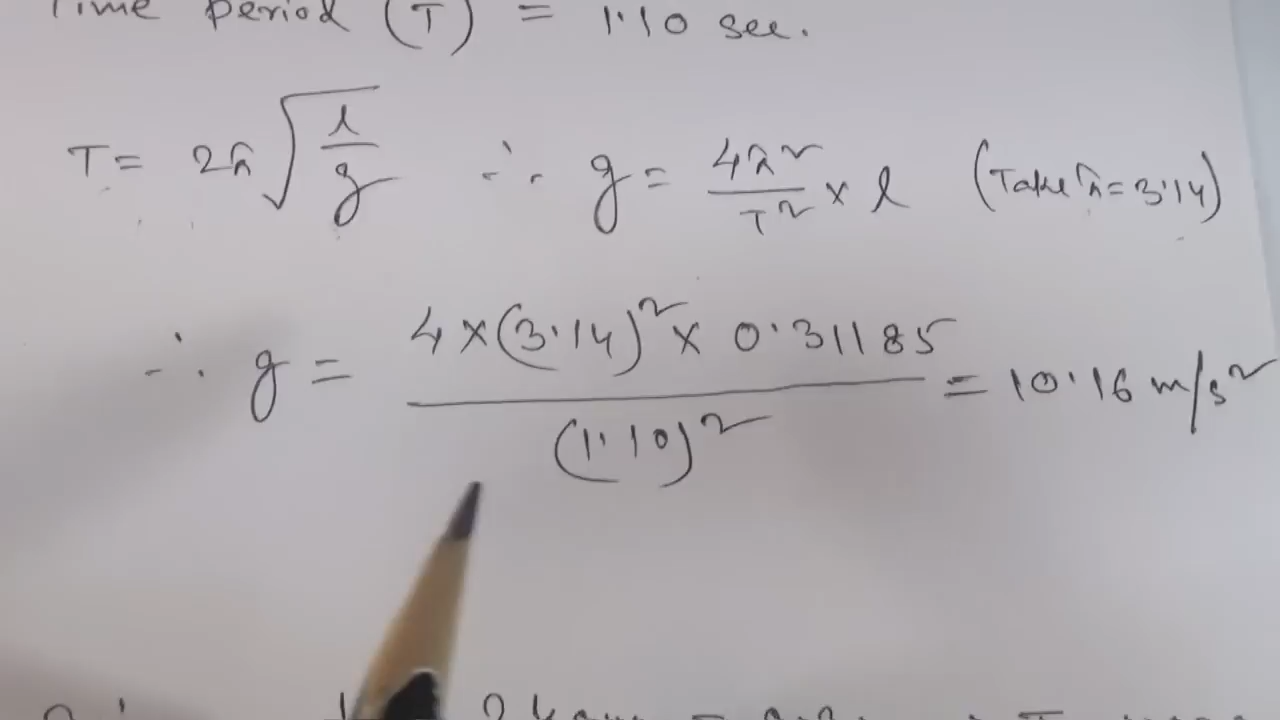 Time period (T) = 1.10 sec.
T = 2π√(l/g) ∴ g = 4π²/T² × l (Take π = 3.14)
∴ g = 4 × (3.14)² × 0.31185 / (1.10)² = 10.16 m/s²